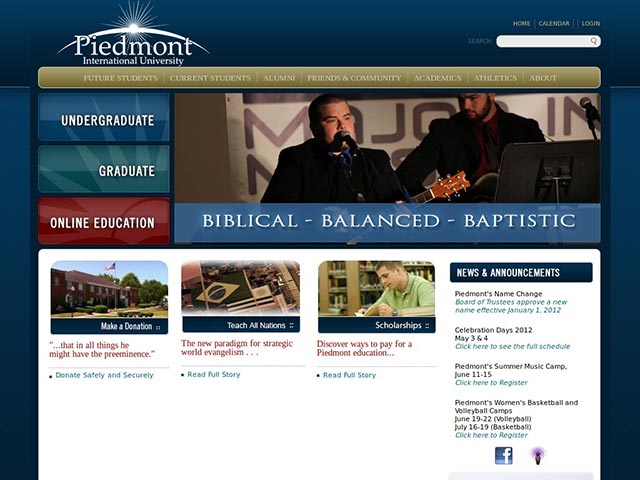 Piedmont
International University
HOME CALENDAR LOGIN
SEARCH
FUTURE STUDENTS CURRENT STUDENTS ALUMNI FRIENDS & COMMUNITY ACADEMICS ATHLETICS ABOUT
UNDERGRADUATE
GRADUATE
ONLINE EDUCATION
MAJOR IN
BIBLICAL - BALANCED - BAPTISTIC
Make a Donation ::
"...that in all things he
might have the preeminence."
Donate Safely and Securely
Teach All Nations ::
The new paradigm for strategic
world evangelism . . .
Read Full Story
Scholarships ::
Discover ways to pay for a
Piedmont education...
Read Full Story
NEWS & ANNOUNCEMENTS
Piedmont's Name Change
Board of Trustees approve a new
name effective January 1, 2012
Celebration Days 2012
May 3 & 4
Click here to see the full schedule
Piedmont's Summer Music Camp,
June 11-15
Click here to Register
Piedmont's Women's Basketball and
Volleyball Camps
June 19-22 (Volleyball)
July 16-19 (Basketball)
Click here to Register